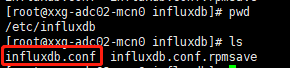 [root@xxg-adc02-mcn0 influxdb]# pwd
/etc/influxdb
[root@xxg-adc02-mcn0 influxdb]# ls
influxdb.conf  influxdb.conf.rpmsave